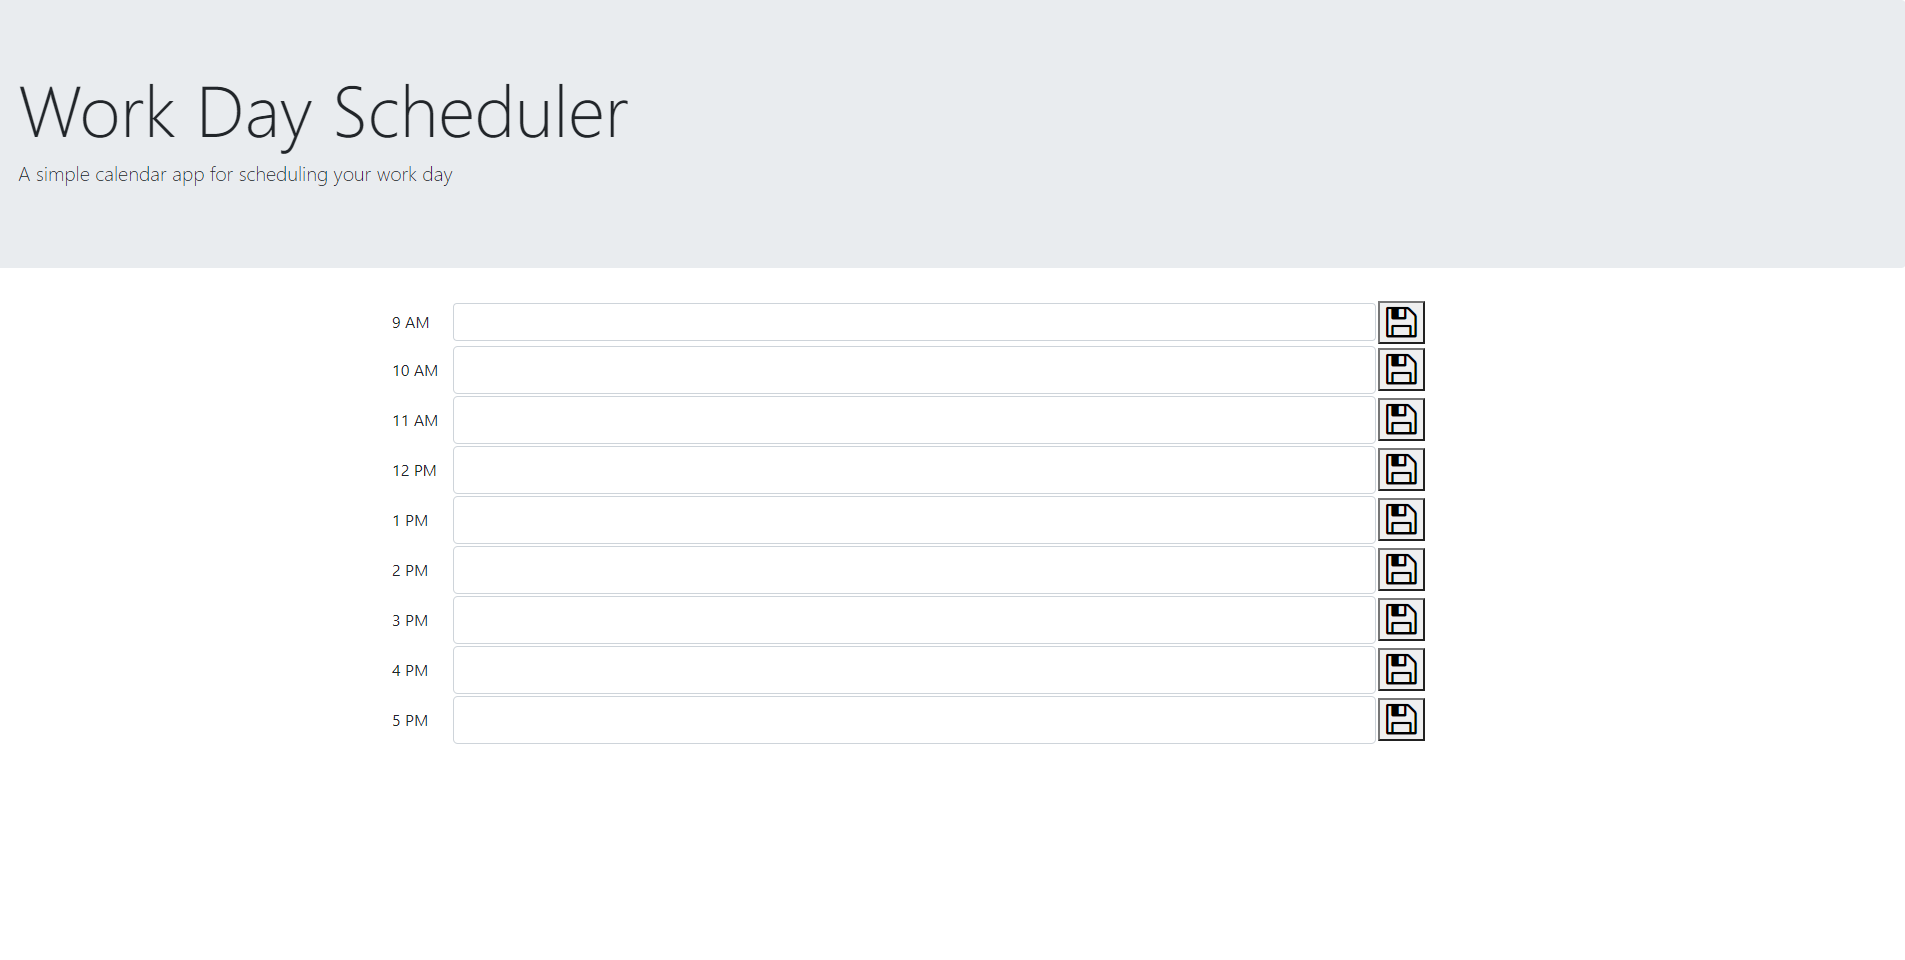 Work Day Scheduler
A simple calendar app for scheduling your work day
9 AM
10 AM
11 AM
12 PM
1 PM
2 PM
3 PM
4 PM
5 PM